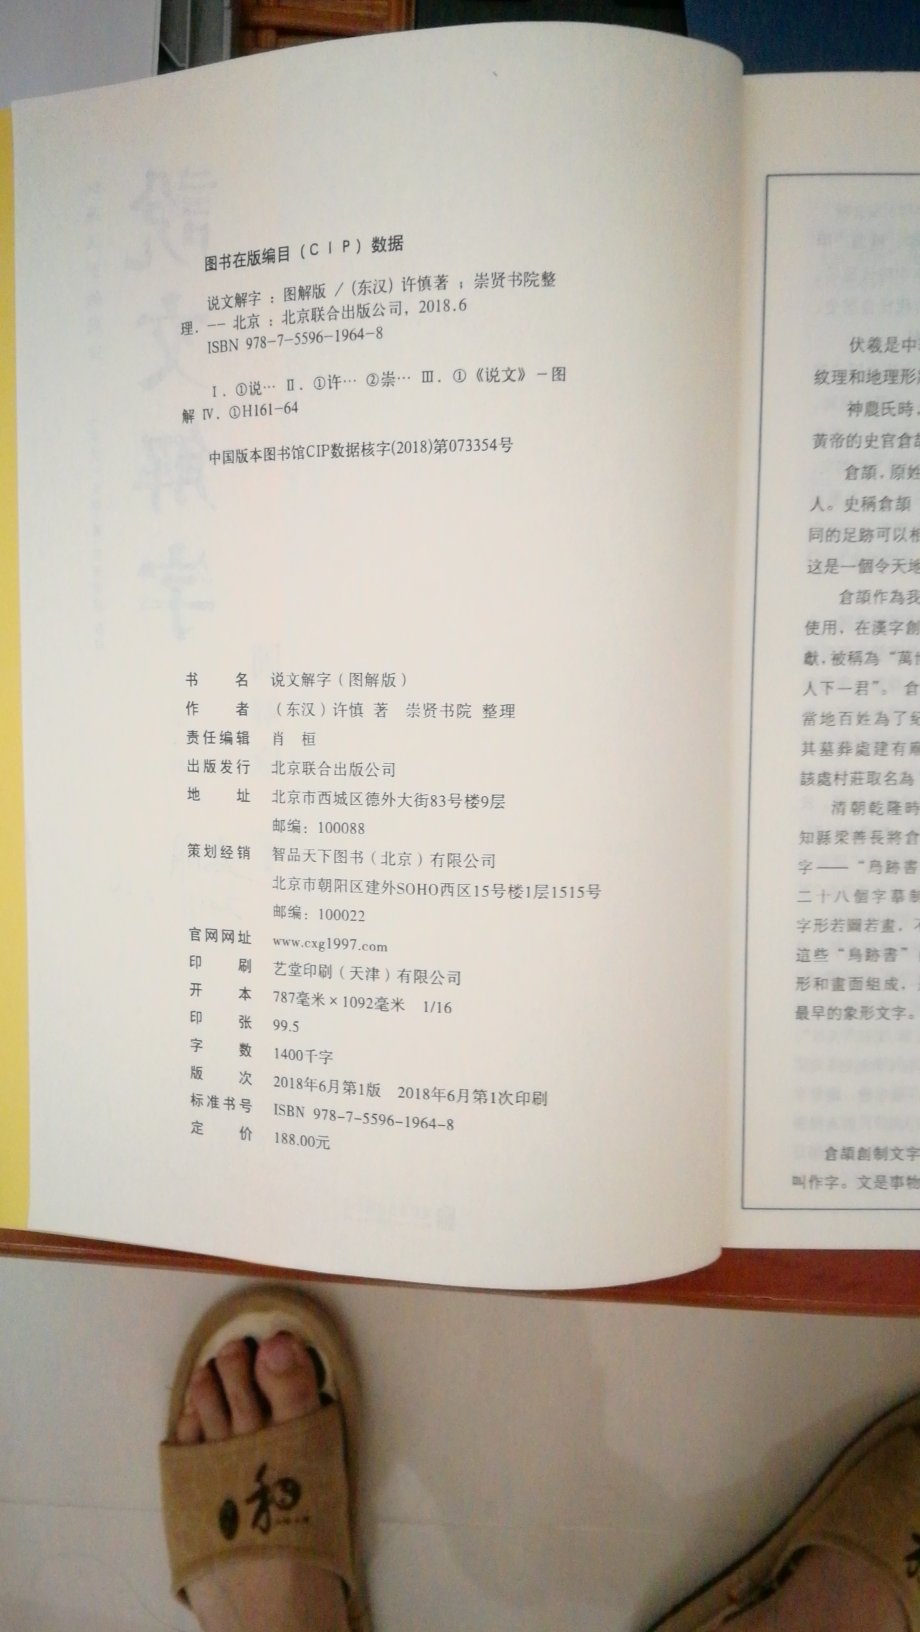 图书在版编目(CIP)数据
说文解字:图解版/(东汉)许慎著;崇贤书院整
理.--北京:北京联合出版公司,2018.6
ISBN 978-7-5596-1964-8
Ⅰ.①说… Ⅱ.①许… ②崇… Ⅲ.①《说文》-图
解 Ⅳ.①H161-64
中国版本图书馆CIP数据核字(2018)第073354号
书 名 说文解字(图解版)
作 者 (东汉)许慎 著 崇贤书院 整理
责任编辑 肖 桓
出版发行 北京联合出版公司
地 址 北京市西城区德外大街83号楼9层
邮编:100088
策划经销 智品天下图书(北京)有限公司
北京市朝阳区建外SOHO西区15号楼1层1515号
邮编:100022
官网网址 www.cxg1997.com
印 刷 艺堂印刷(天津)有限公司
开 本 787毫米×1092毫米 1/16
印 张 99.5
字 数 1400千字
版 次 2018年6月第1版 2018年6月第1次印刷
标准书号 ISBN 978-7-5596-1964-8
定 价 188.00元
伏羲是中
紋理和地理形
神農氏時,
黄帝的史官倉頡
倉頡,原姓
人。史稱倉頡
同的足跡可以相
这是一個令天地
倉頡作為我
使用,在漢字創
獻,被稱為“萬世
人下一君”。倉
當地百姓為了紀
其墓葬處建有廟
該處村莊取名為
清朝乾隆時
知縣梁善長將倉
字——“鳥跡書
二十八個字摹
字形若圖若畫,不
這些“鳥跡書”
形和畫面組成,
最早的象形文字。
倉頡創制文字
叫作字。文是事物
和